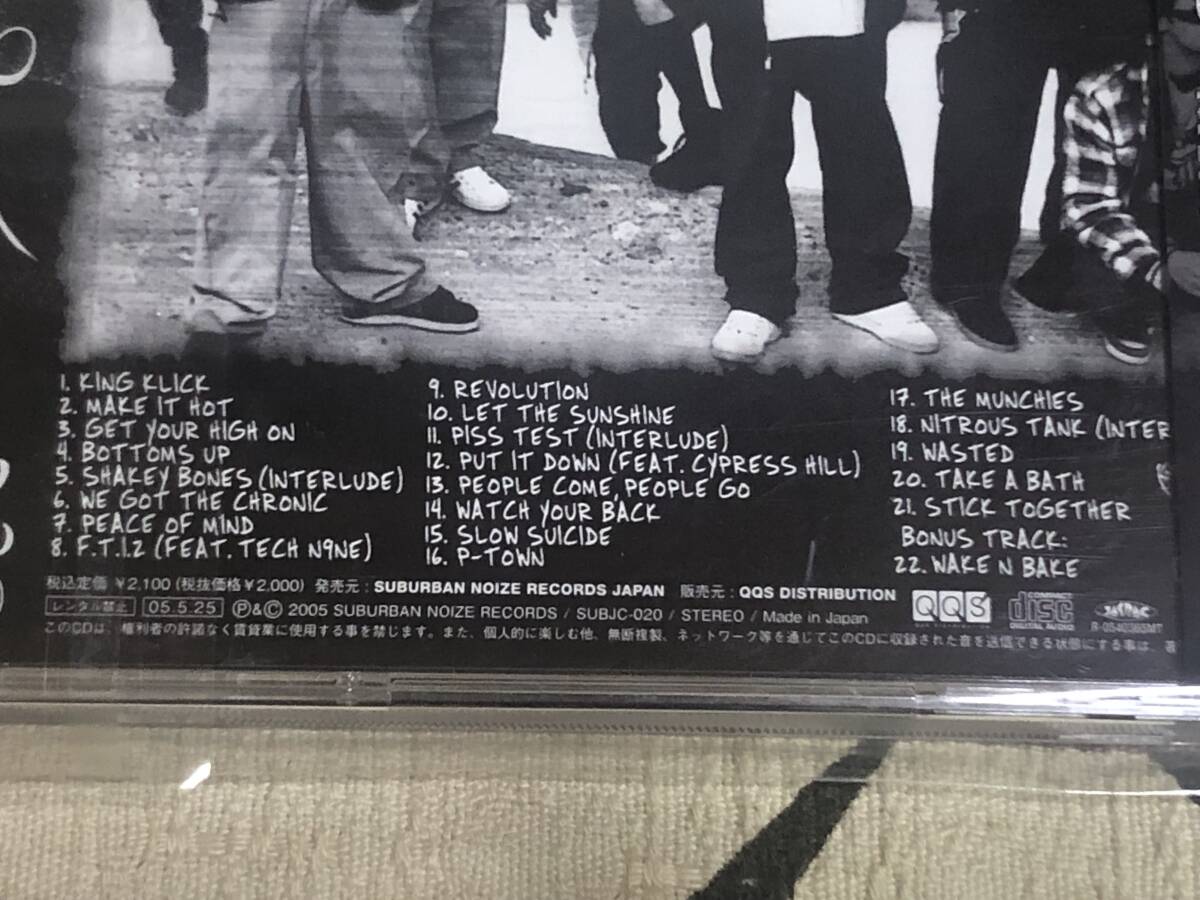 1. KING KLICK
2. MAKE IT HOT
3. GET YOUR HIGH ON
4. BOTTOMS UP
5. SHAKEY BONES (INTERLUDE)
6. WE GOT THE CHRONIC
7. PEACE OF MIND
8. F.T.I.2 (FEAT. TECH N9NE)
9. REVOLUTION
10. LET THE SUNSHINE
11. PISS TEST (INTERLUDE)
12. PUT IT DOWN (FEAT. CYPRESS HILL)
13. PEOPLE COME, PEOPLE GO
14. WATCH YOUR BACK
15. SLOW SUICIDE
16. P-TOWN
17. THE MUNCHIES
18. NITROUS TANK (INTER
19. WASTED
20. TAKE A BATH
21. STICK TOGETHER
BONUS TRACK:
22. WAKE N BAKE
税込定価 ¥2,100 (税抜価格¥2,000) 発売元:SUBURBAN NOIZE RECORDS JAPAN 販売元:QQS DISTRIBUTION
レンタル禁止 05.5.25 Ⓟ&© 2005 SUBURBAN NOIZE RECORDS / SUBJC-020 / STEREO / Made in Japan
QQS
COMPACT disc DIGITAL AUDIO
JASRAC
R-0540365MT
このCDは、権利者の許諾なく賃貸業に使用する事を禁じます。また、個人的に楽しむ他、無断複製、ネットワーク等を通じてこのCDに収録された音を送信できる状態にする事は、著